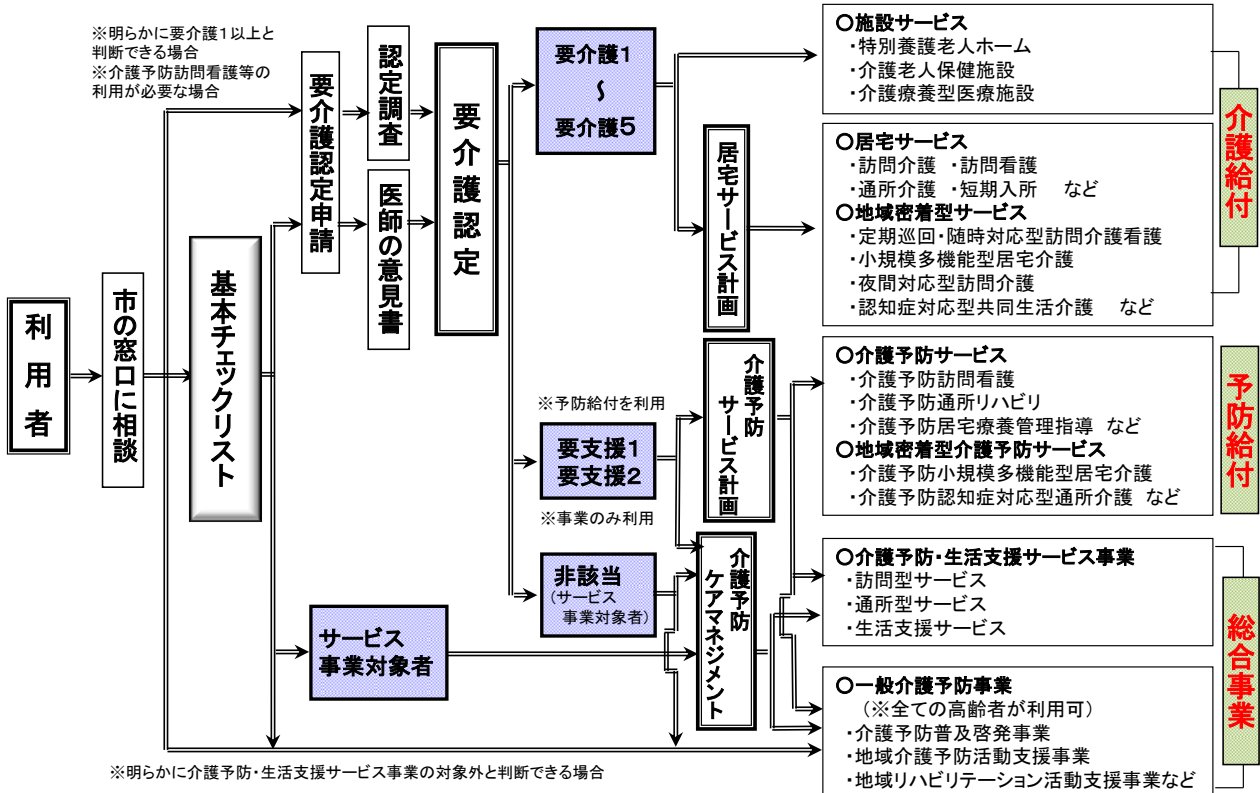 ※明らかに要介護1以上と
判断できる場合
※介護予防訪問看護等の
利用が必要な場合
利用者
市の窓口に相談
基本チェックリスト
要介護認定申請
認定調査
医師の意見書
要介護認定
要介護1
〜
要介護5
※予防給付を利用
要支援1
要支援2
※事業のみ利用
非該当
(サービス
事業対象者)
サービス
事業対象者
居宅サービス計画
介護予防
サービス計画
介護予防
ケアマネジメント
○施設サービス
・特別養護老人ホーム
・介護老人保健施設
・介護療養型医療施設
○居宅サービス
・訪問介護 ・訪問看護
・通所介護 ・短期入所 など
○地域密着型サービス
・定期巡回・随時対応型訪問介護看護
・小規模多機能型居宅介護
・夜間対応型訪問介護
・認知症対応型共同生活介護 など
介護給付
○介護予防サービス
・介護予防訪問看護
・介護予防通所リハビリ
・介護予防居宅療養管理指導 など
○地域密着型介護予防サービス
・介護予防小規模多機能型居宅介護
・介護予防認知症対応型通所介護 など
予防給付
○介護予防・生活支援サービス事業
・訪問型サービス
・通所型サービス
・生活支援サービス
○一般介護予防事業
(※全ての高齢者が利用可)
・介護予防普及啓発事業
・地域介護予防活動支援事業
・地域リハビリテーション活動支援事業など
総合事業
※明らかに介護予防・生活支援サービス事業の対象外と判断できる場合